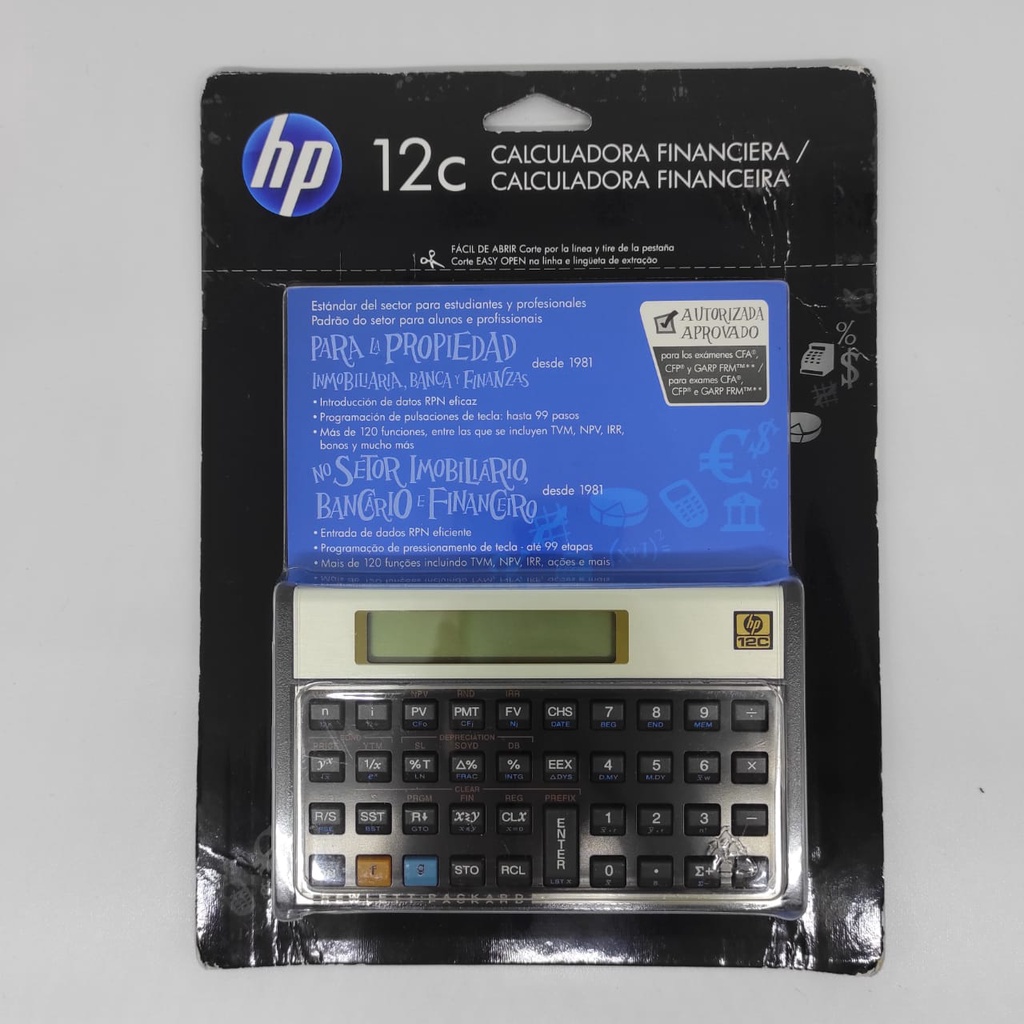 hp
12c
CALCULADORA FINANCIERA /
CALCULADORA FINANCEIRA
FÁCIL DE ABRIR Corte por la línea y tire de la pestaña
Corte EASY OPEN na linha e lingüeta de extração
Estándar del sector para estudiantes y profesionales
Padrão do setor para alunos e profissionais
PARA LA PROPIEDAD
INMOBILIARIA, BANCA Y FINANZAS
desde 1981
• Introducción de datos RPN eficaz
• Programación de pulsaciones de tecla: hasta 99 pasos
• Más de 120 funciones, entre las que se incluyen TVM, NPV, IRR,
bonos y mucho más
AUTORIZADA
APROVADO
para los exámenes CFA®,
CFP® y GARP FRM™** /
para exames CFA®,
CFP® e GARP FRM™**
NO SETOR IMOBILIÁRIO,
BANCÁRIO E FINANCEIRO
desde 1981
• Entrada de dados RPN eficiente
• Programação de pressionamento de tecla - até 99 etapas
• Mais de 120 funções incluindo TVM, NPV, IRR, ações e mais
hp
12C
NPV RND IRR
n i PV PMT FV CHS 7 8 9 ÷
CFo CFj Nj DATE BEG END MEM
DEPRECIATION
YTM SL SOYD DB
yˣ 1/x %T Δ% % EEX 4 5 6 ×
eˣ LN FRAC INTG ΔDYS D.MY M.DY x̄w
CLEAR
PRGM FIN REG PREFIX
R/S SST R↓ x≷y CLx ENTER 1 2 3 −
PSE BST GTO x≤y x=0 x̂,r ŷ,r n!
f g STO RCL LST x 0 • Σ+
HEWLETT·PACKARD